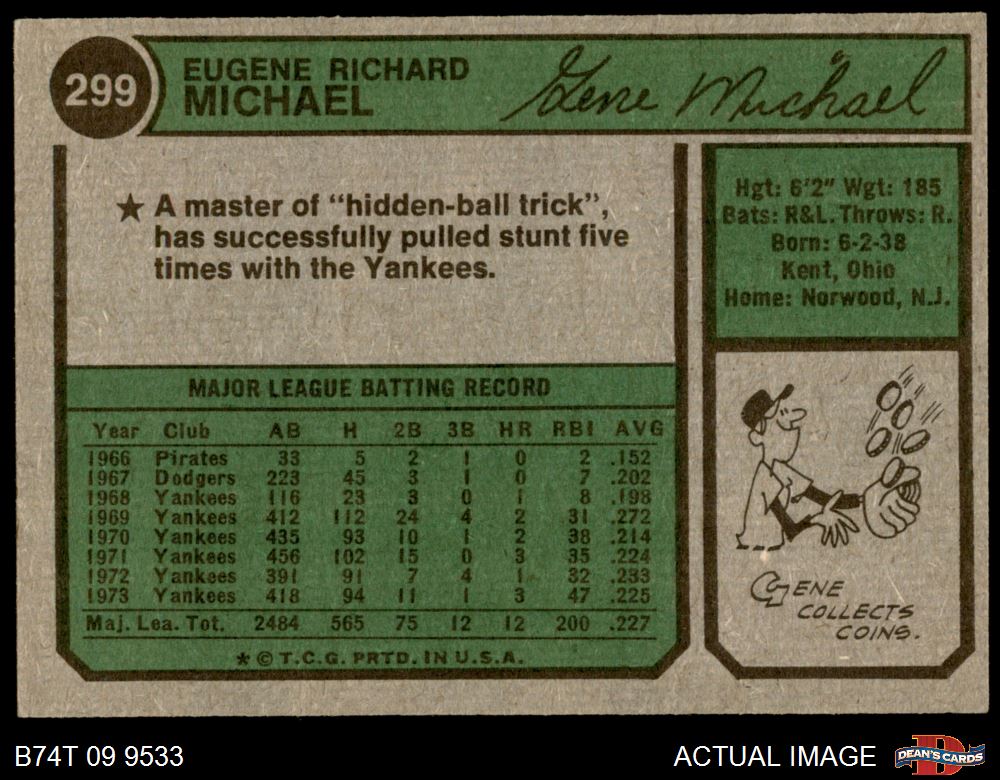 299
EUGENE RICHARD
MICHAEL
Gene Michael
★ A master of "hidden-ball trick",
has successfully pulled stunt five
times with the Yankees.
Hgt: 6'2" Wgt: 185
Bats: R&L. Throws: R.
Born: 6-2-38
Kent, Ohio
Home: Norwood, N.J.
MAJOR LEAGUE BATTING RECORD
Year Club AB H 2B 3B HR RBI AVG
1966 Pirates 33 5 2 1 0 2 .152
1967 Dodgers 223 45 3 1 0 7 .202
1968 Yankees 116 23 3 0 1 8 .198
1969 Yankees 412 112 24 4 2 31 .272
1970 Yankees 435 93 10 1 2 38 .214
1971 Yankees 456 102 15 0 3 35 .224
1972 Yankees 391 91 7 4 1 32 .233
1973 Yankees 418 94 11 1 3 47 .225
Maj. Lea. Tot. 2484 565 75 12 12 200 .227
★ © T.C.G. PRTD. IN U.S.A.
GENE
COLLECTS
COINS.
B74T 09 9533
ACTUAL IMAGE
D
DEAN'S CARDS